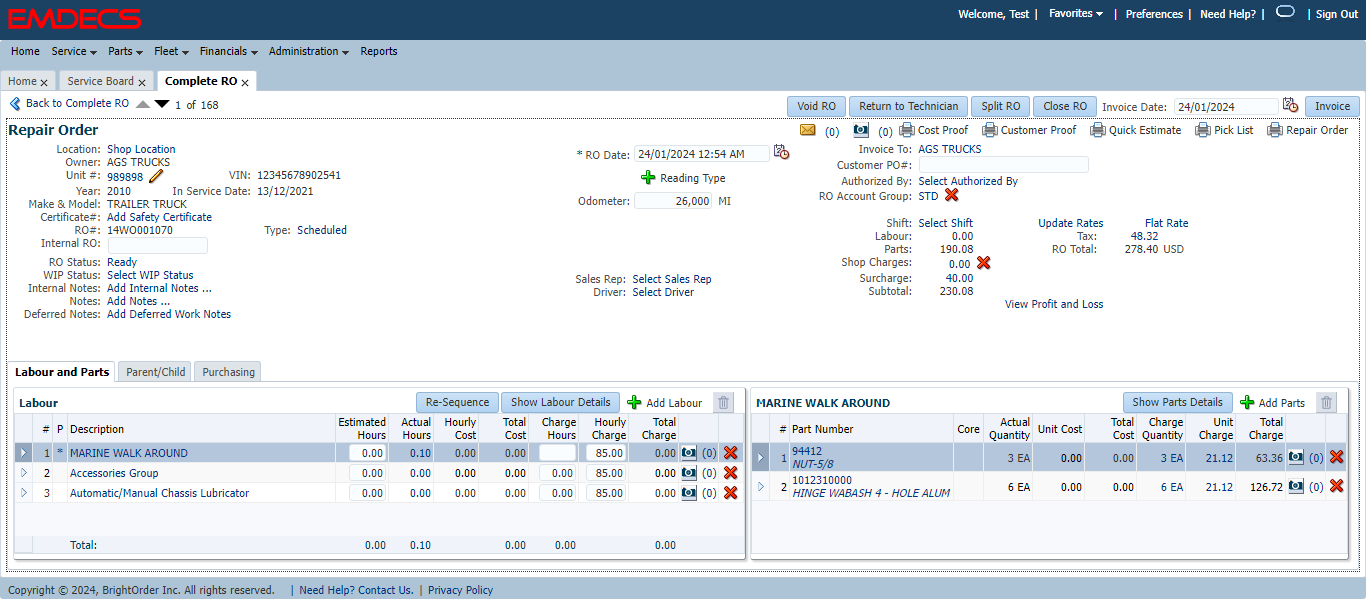 EMDECS
Welcome, Test | Favorites | Preferences | Need Help? | | Sign Out
Home Service Parts Fleet Financials Administration Reports
Home x Service Board x Complete RO x
Back to Complete RO 1 of 168
Void RO Return to Technician Split RO Close RO Invoice Date: 24/01/2024 Invoice
Repair Order
(0) (0) Cost Proof Customer Proof Quick Estimate Pick List Repair Order
Location: Shop Location
Owner: AGS TRUCKS
Unit #: 989898 VIN: 12345678902541
Year: 2010 In Service Date: 13/12/2021
Make & Model: TRAILER TRUCK
Certificate#: Add Safety Certificate
RO#: 14WO001070 Type: Scheduled
Internal RO:
RO Status: Ready
WIP Status: Select WIP Status
Internal Notes: Add Internal Notes ...
Notes: Add Notes ...
Deferred Notes: Add Deferred Work Notes
* RO Date: 24/01/2024 12:54 AM
Reading Type
Odometer: 26,000 MI
Sales Rep: Select Sales Rep
Driver: Select Driver
Invoice To: AGS TRUCKS
Customer PO#:
Authorized By: Select Authorized By
RO Account Group: STD
Shift: Select Shift Update Rates Flat Rate
Labour: 0.00 Tax: 48.32
Parts: 190.08 RO Total: 278.40 USD
Shop Charges: 0.00
Surcharge: 40.00
Subtotal: 230.08
View Profit and Loss
Labour and Parts Parent/Child Purchasing
Labour Re-Sequence Show Labour Details Add Labour
# P Description Estimated Hours Actual Hours Hourly Cost Total Cost Charge Hours Hourly Charge Total Charge
1 * MARINE WALK AROUND 0.00 0.10 0.00 0.00 85.00 0.00 (0)
2 Accessories Group 0.00 0.00 0.00 0.00 0.00 85.00 0.00 (0)
3 Automatic/Manual Chassis Lubricator 0.00 0.00 0.00 0.00 0.00 85.00 0.00 (0)
Total: 0.00 0.10 0.00 0.00 0.00
MARINE WALK AROUND Show Parts Details Add Parts
# Part Number Core Actual Quantity Unit Cost Total Cost Charge Quantity Unit Charge Total Charge
1 94412 3 EA 0.00 0.00 3 EA 21.12 63.36 (0)
NUT-5/8
2 1012310000 6 EA 0.00 0.00 6 EA 21.12 126.72 (0)
HINGE WABASH 4 - HOLE ALUM
Copyright © 2024, BrightOrder Inc. All rights reserved. | Need Help? Contact Us. | Privacy Policy